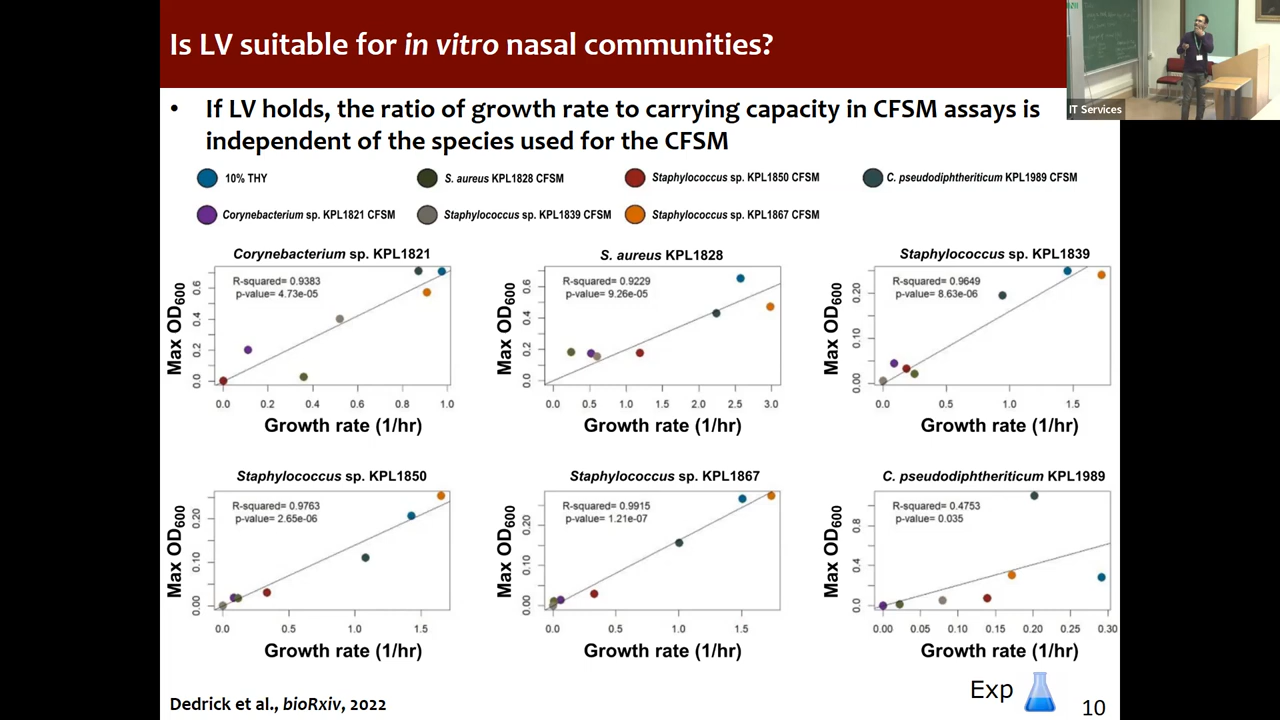 Is LV suitable for in vitro nasal communities?
• If LV holds, the ratio of growth rate to carrying capacity in CFSM assays is
independent of the species used for the CFSM
10% THY
S. aureus KPL1828 CFSM
Staphylococcus sp. KPL1850 CFSM
C. pseudodiphtheriticum KPL1989 CFSM
Corynebacterium sp. KPL1821 CFSM
Staphylococcus sp. KPL1839 CFSM
Staphylococcus sp. KPL1867 CFSM
Corynebacterium sp. KPL1821
R-squared= 0.9383
p-value= 4.73e-05
Max OD600
0.6
0.4
0.2
0.0
0.0 0.2 0.4 0.6 0.8 1.0
Growth rate (1/hr)
S. aureus KPL1828
R-squared= 0.9229
p-value= 9.26e-05
Max OD600
0.6
0.4
0.2
0.0
0.0 0.5 1.0 1.5 2.0 2.5 3.0
Growth rate (1/hr)
Staphylococcus sp. KPL1839
R-squared= 0.9649
p-value= 8.63e-06
Max OD600
0.20
0.10
0.00
0.0 0.5 1.0 1.5
Growth rate (1/hr)
Staphylococcus sp. KPL1850
R-squared= 0.9763
p-value= 2.65e-06
Max OD600
0.20
0.10
0.00
0.0 0.5 1.0 1.5
Growth rate (1/hr)
Staphylococcus sp. KPL1867
R-squared= 0.9915
p-value= 1.21e-07
Max OD600
0.20
0.10
0.00
0.0 0.5 1.0 1.5
Growth rate (1/hr)
C. pseudodiphtheriticum KPL1989
R-squared= 0.4753
p-value= 0.035
Max OD600
0.8
0.4
0.0
0.00 0.05 0.10 0.15 0.20 0.25 0.30
Growth rate (1/hr)
Dedrick et al., bioRxiv, 2022
Exp
10
IT Services